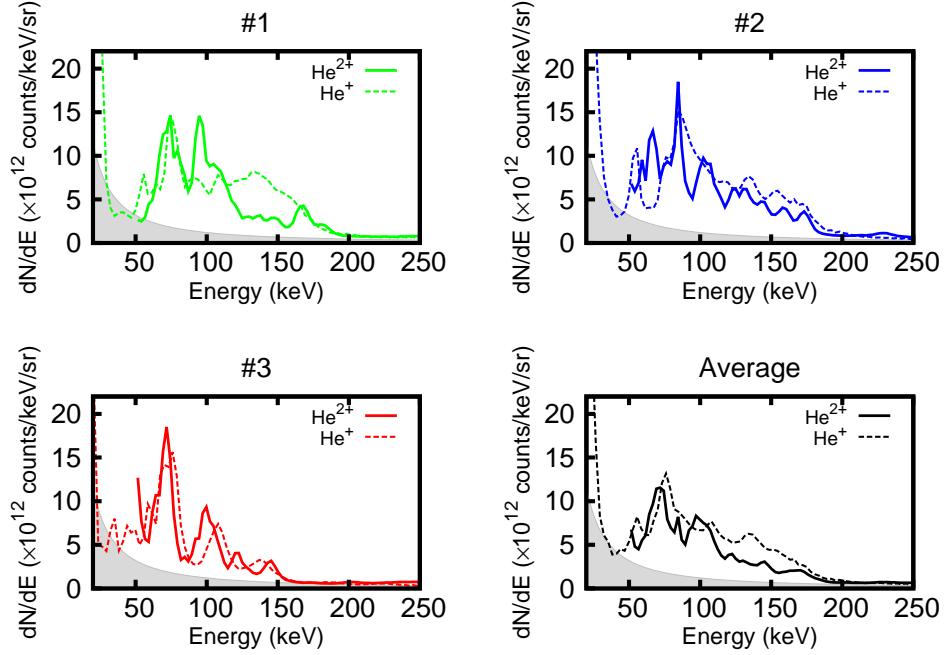 #1
dN/dE (×10¹² counts/keV/sr)
20
15
10
5
0
He²⁺
He⁺
50 100 150 200 250
Energy (keV)
#2
dN/dE (×10¹² counts/keV/sr)
20
15
10
5
0
He²⁺
He⁺
50 100 150 200 250
Energy (keV)
#3
dN/dE (×10¹² counts/keV/sr)
20
15
10
5
0
He²⁺
He⁺
50 100 150 200 250
Energy (keV)
Average
dN/dE (×10¹² counts/keV/sr)
20
15
10
5
0
He²⁺
He⁺
50 100 150 200 250
Energy (keV)